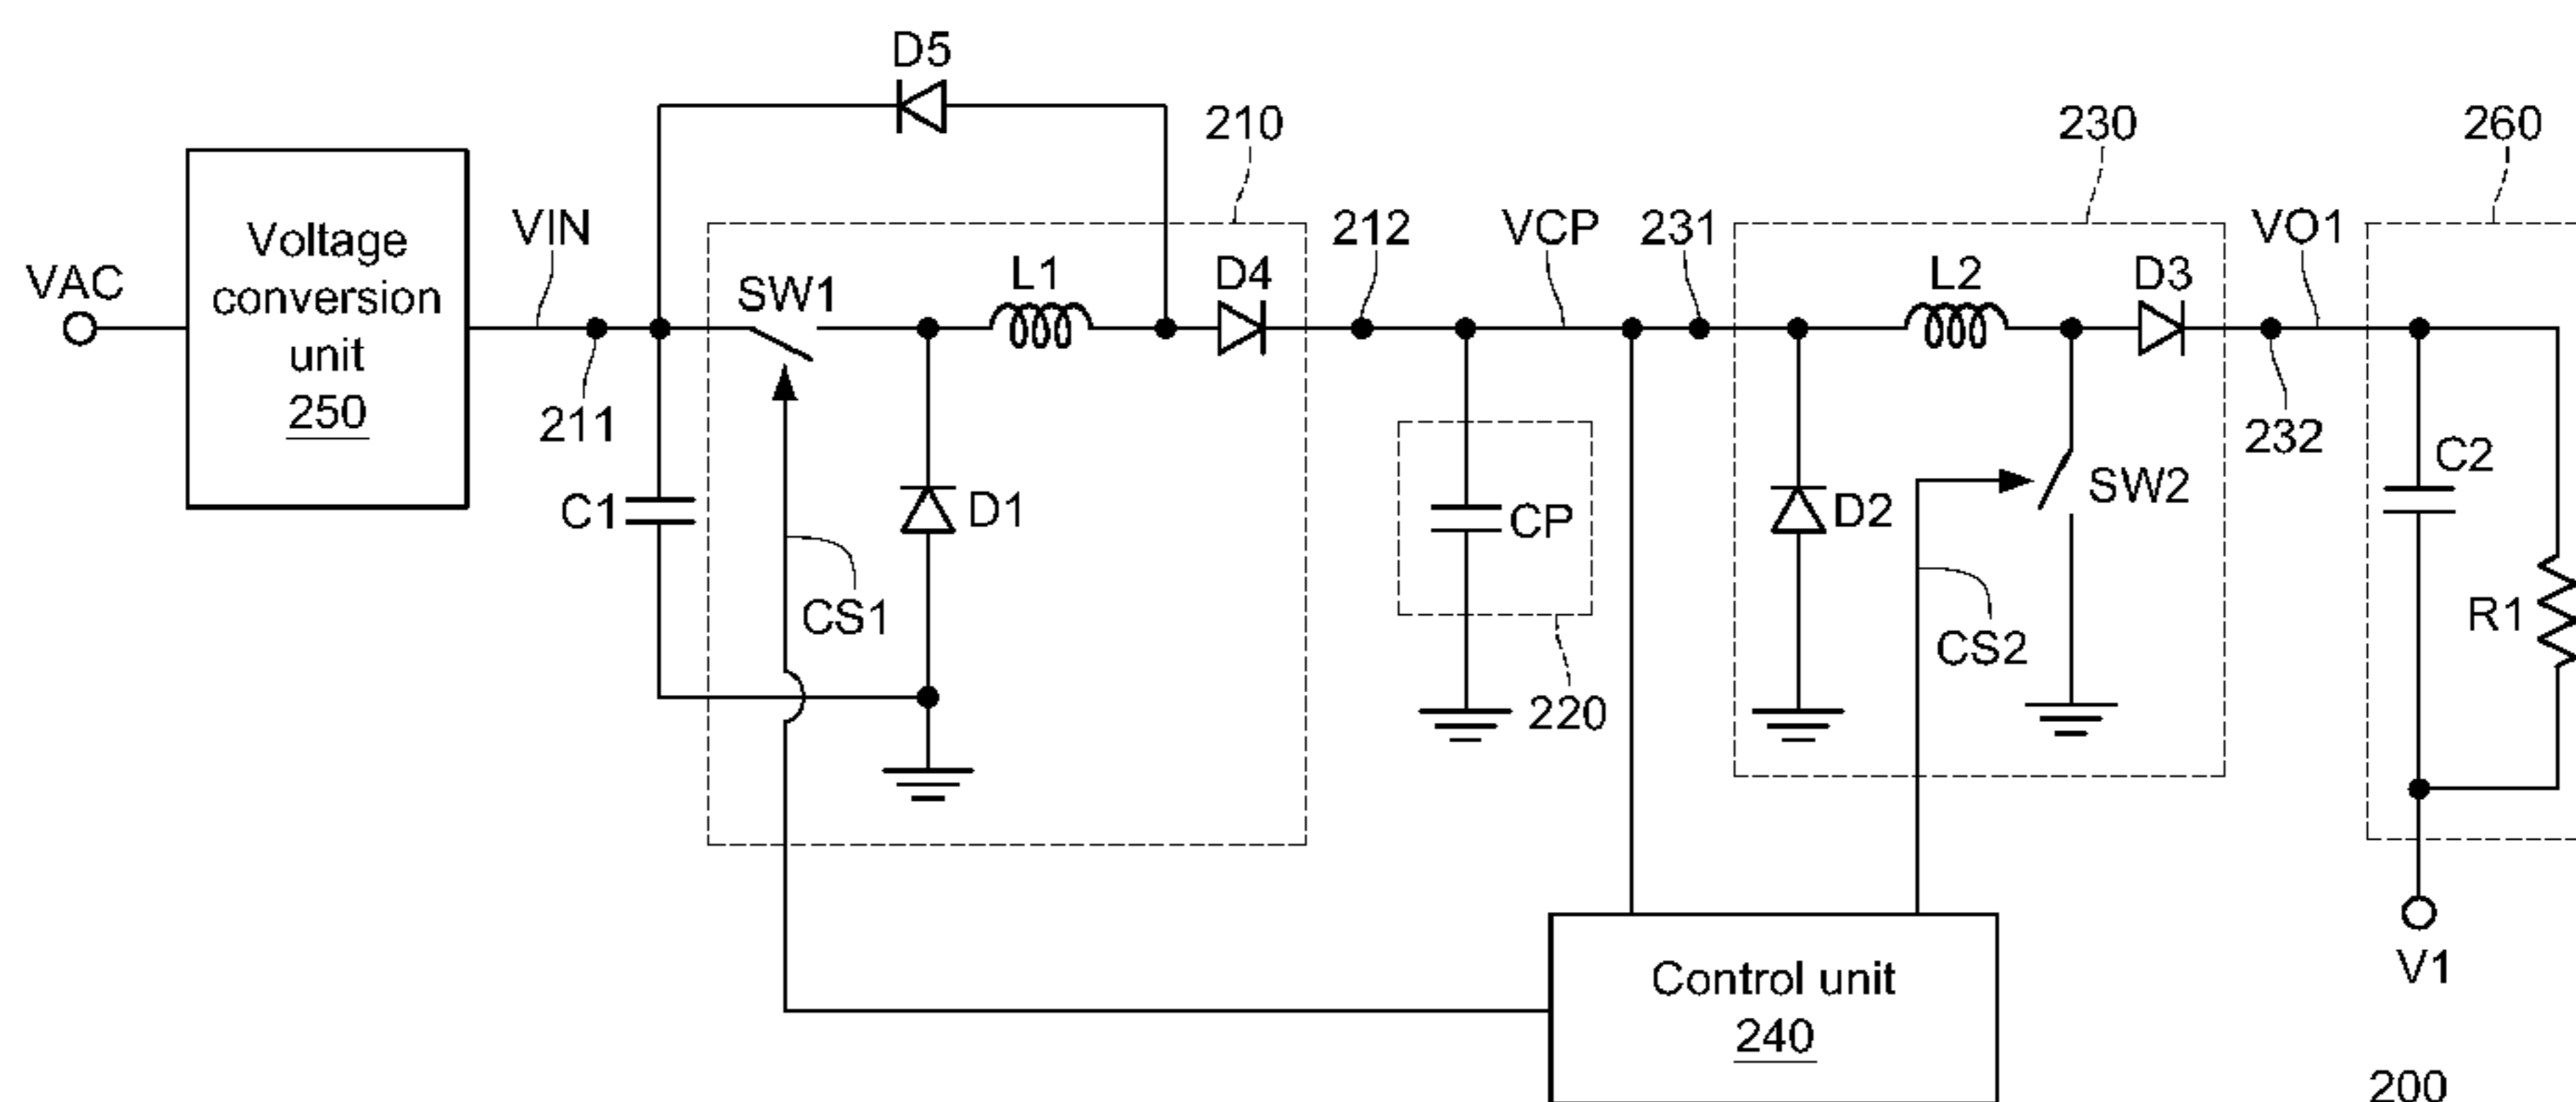 D5
210
230
260
Voltage
conversion
unit
250
VAC
VIN
211
SW1
L1
D4
212
VCP
231
L2
D3
VO1
232
C1
D1
CS1
CP
220
D2
SW2
CS2
C2
R1
V1
Control unit
240
200